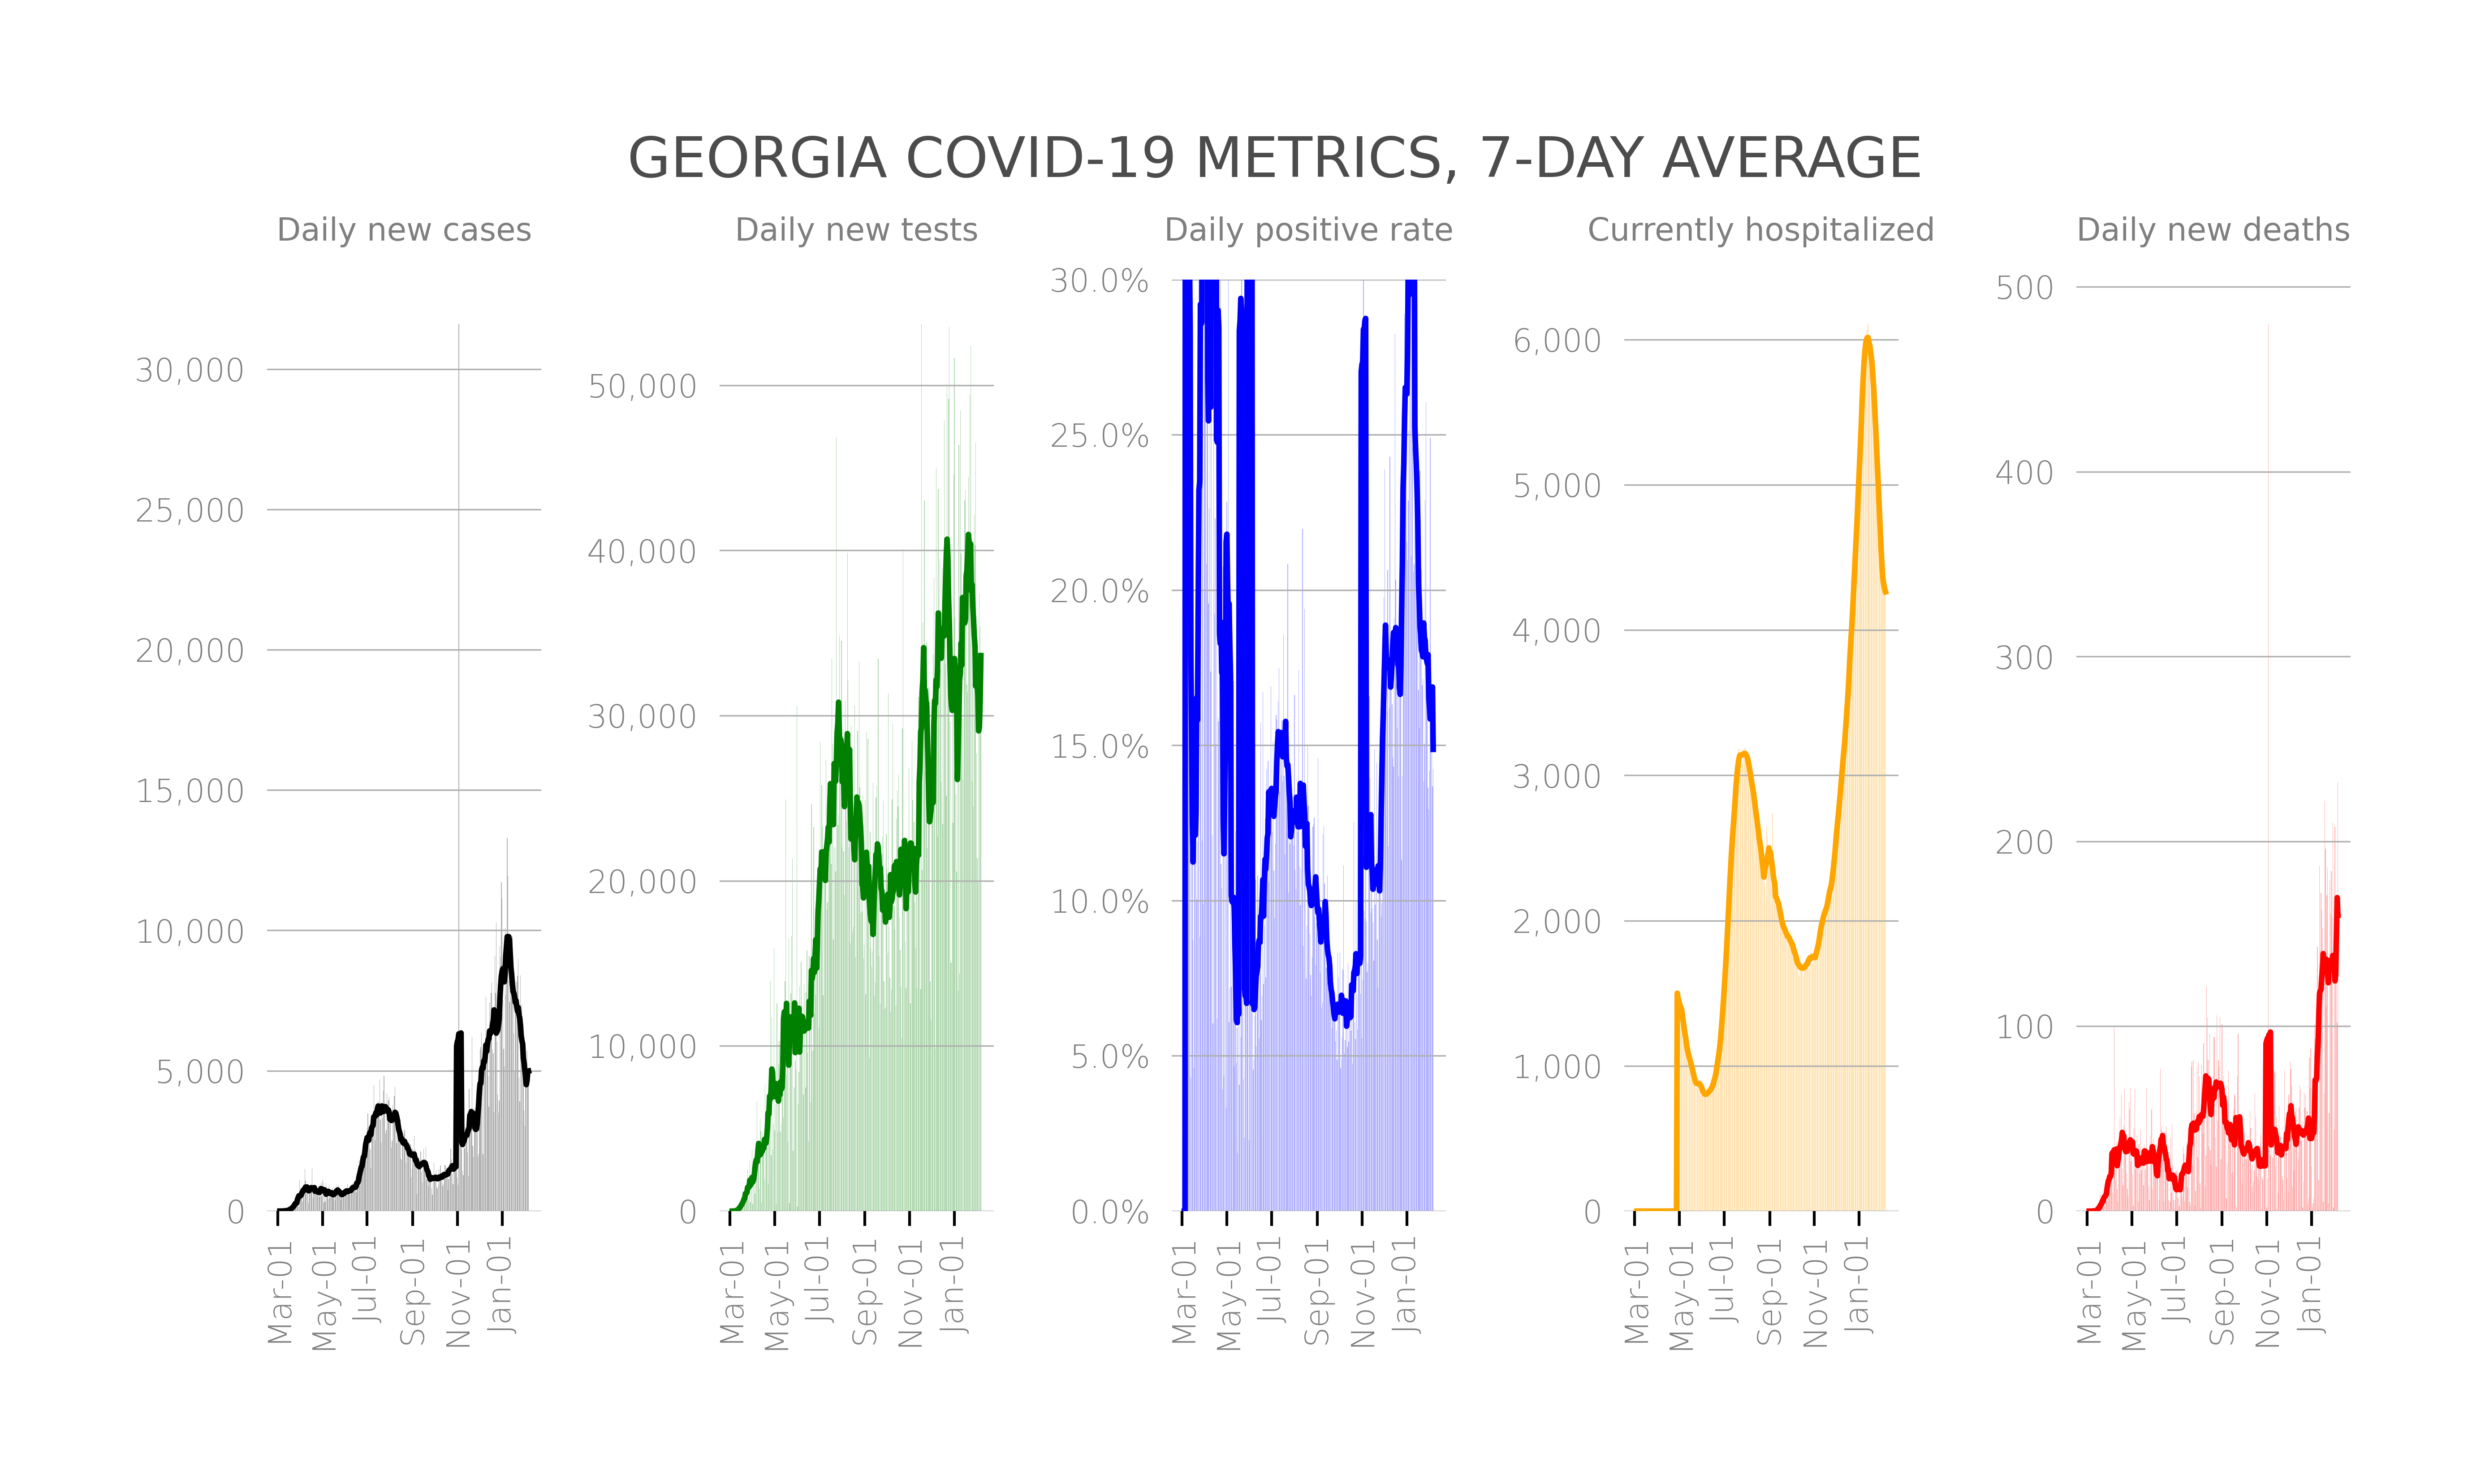 GEORGIA COVID-19 METRICS, 7-DAY AVERAGE
Daily new cases
30,000
25,000
20,000
15,000
10,000
5,000
0
Mar-01
May-01
Jul-01
Sep-01
Nov-01
Jan-01
Daily new tests
50,000
40,000
30,000
20,000
10,000
0
Mar-01
May-01
Jul-01
Sep-01
Nov-01
Jan-01
Daily positive rate
30.0%
25.0%
20.0%
15.0%
10.0%
5.0%
0.0%
Mar-01
May-01
Jul-01
Sep-01
Nov-01
Jan-01
Currently hospitalized
6,000
5,000
4,000
3,000
2,000
1,000
0
Mar-01
May-01
Jul-01
Sep-01
Nov-01
Jan-01
Daily new deaths
500
400
300
200
100
0
Mar-01
May-01
Jul-01
Sep-01
Nov-01
Jan-01